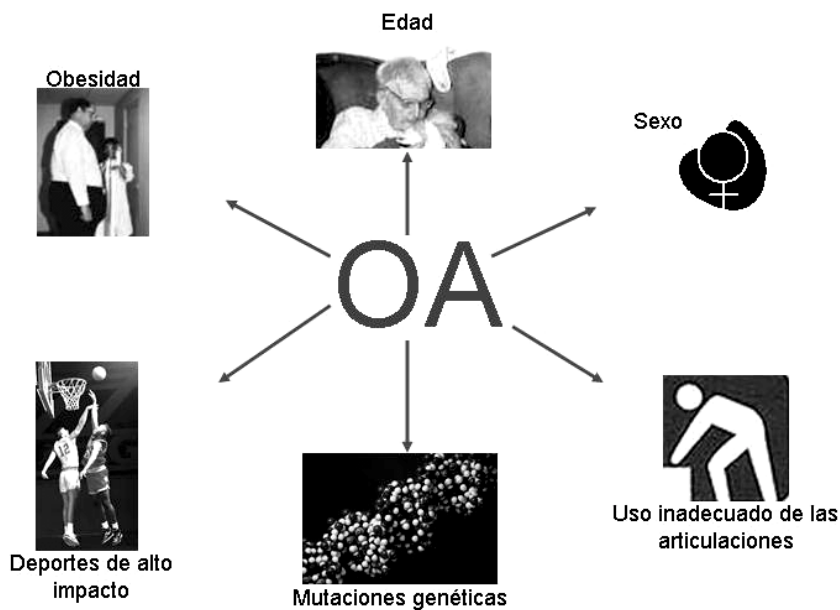 Edad
Obesidad
Sexo
OA
12
Uso inadecuado de las
articulaciones
Deportes de alto
impacto
Mutaciones genéticas